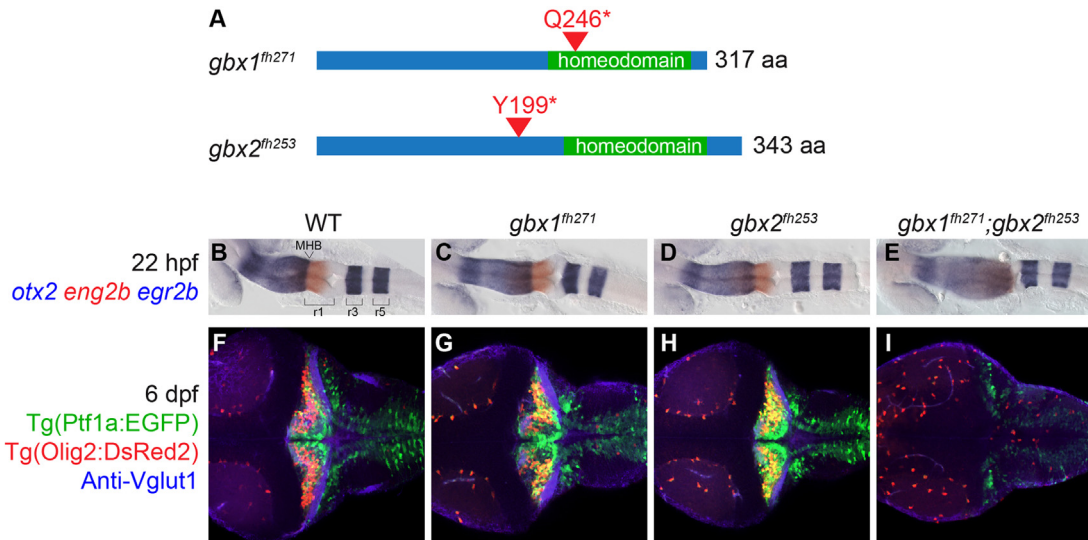 A
Q246*
gbx1fh271
homeodomain
317 aa
Y199*
gbx2fh253
homeodomain
343 aa
WT
gbx1fh271
gbx2fh253
gbx1fh271;gbx2fh253
22 hpf
otx2 eng2b egr2b
B
MHB
r1
r3
r5
C
D
E
6 dpf
Tg(Ptf1a:EGFP)
Tg(Olig2:DsRed2)
Anti-Vglut1
F
G
H
I